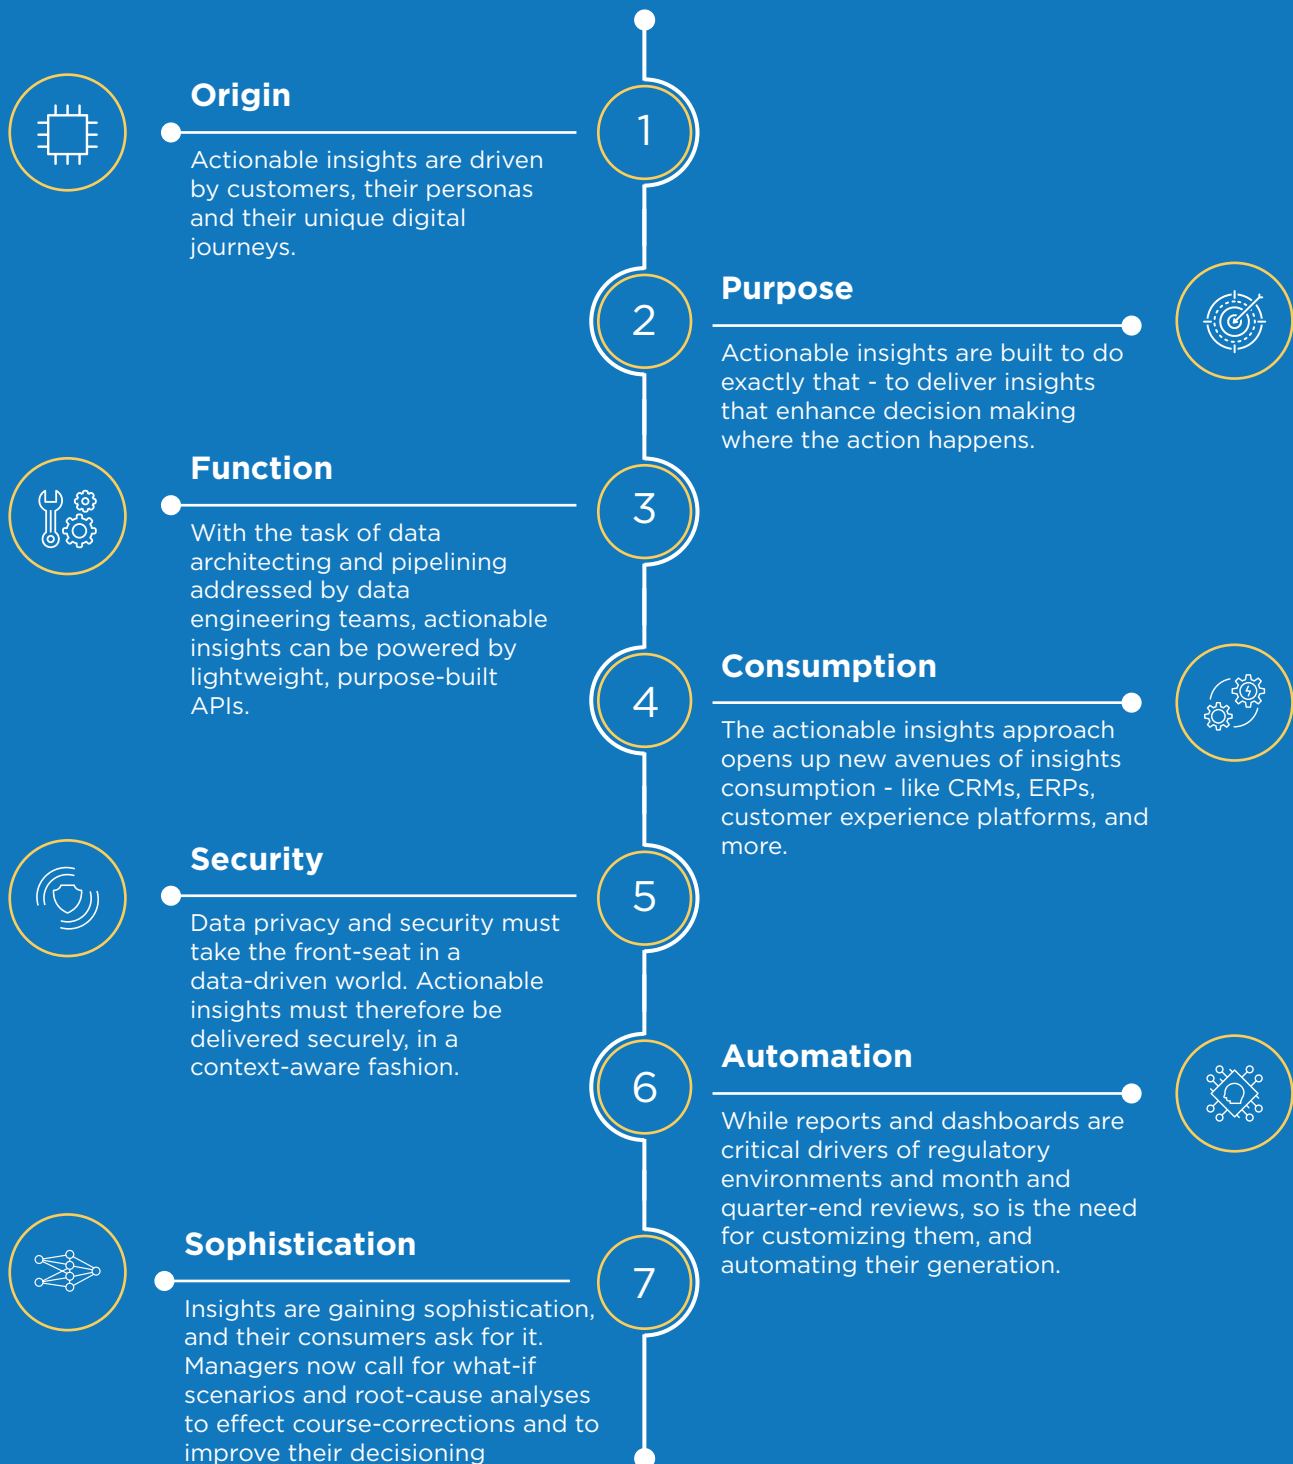 1
Origin
Actionable insights are driven
by customers, their personas
and their unique digital
journeys.
2
Purpose
Actionable insights are built to do
exactly that - to deliver insights
that enhance decision making
where the action happens.
3
Function
With the task of data
architecting and pipelining
addressed by data
engineering teams, actionable
insights can be powered by
lightweight, purpose-built
APIs.
4
Consumption
The actionable insights approach
opens up new avenues of insights
consumption - like CRMs, ERPs,
customer experience platforms, and
more.
5
Security
Data privacy and security must
take the front-seat in a
data-driven world. Actionable
insights must therefore be
delivered securely, in a
context-aware fashion.
6
Automation
While reports and dashboards are
critical drivers of regulatory
environments and month and
quarter-end reviews, so is the need
for customizing them, and
automating their generation.
7
Sophistication
Insights are gaining sophistication,
and their consumers ask for it.
Managers now call for what-if
scenarios and root-cause analyses
to effect course-corrections and to
improve their decisioning